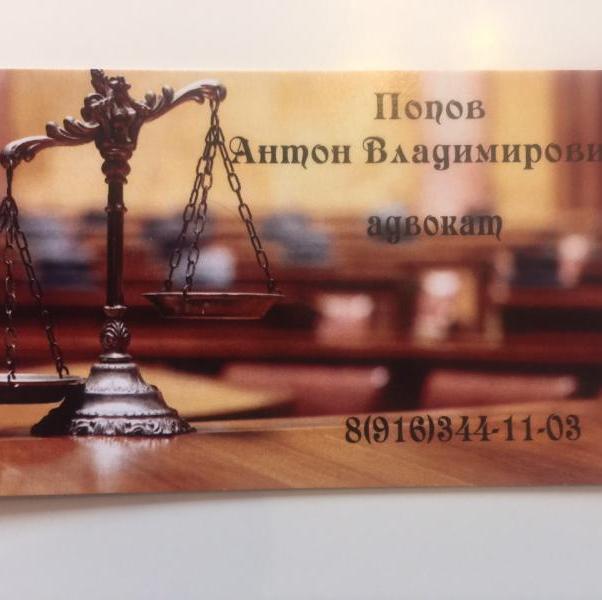 Попов
Антон Владимирови
адвокат
8(916)344-11-03